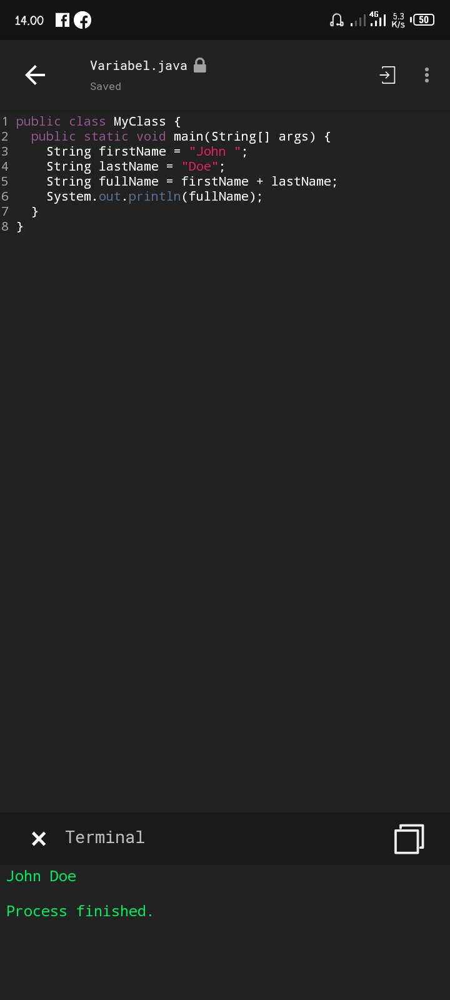 14.00 4G 5.3 K/s 50
Variabel.java
Saved
1 public class MyClass {
2   public static void main(String[] args) {
3     String firstName = "John ";
4     String lastName = "Doe";
5     String fullName = firstName + lastName;
6     System.out.println(fullName);
7   }
8 }
Terminal
John Doe
Process finished.